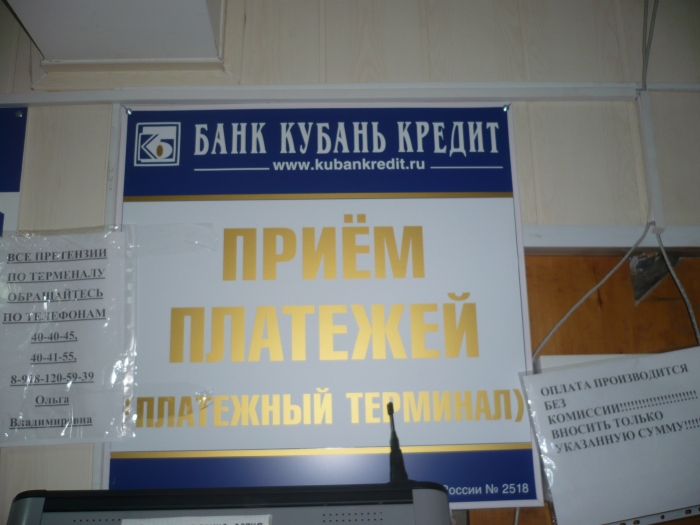 БАНК КУБАНЬ КРЕДИТ
www.kubankredit.ru
ПРИЁМ
ПЛАТЕЖЕЙ
(ПЛАТЕЖНЫЙ ТЕРМИНАЛ)
России № 2518
ВСЕ ПРЕТЕНЗИИ
ПО ТЕРМЕНАЛУ
ОБРАЩАЙТЕСЬ
ПО ТЕЛЕФОНАМ
40-40-45,
40-41-55,
8-918-120-59-39
Ольга
Владимировна
ОПЛАТА ПРОИЗВОДИТСЯ
БЕЗ
КОМИССИИ!!!!!!!!!!!!!!!!!!!!!!
ВНОСИТЬ ТОЛЬКО
УКАЗАННУЮ СУММУ!!!!!